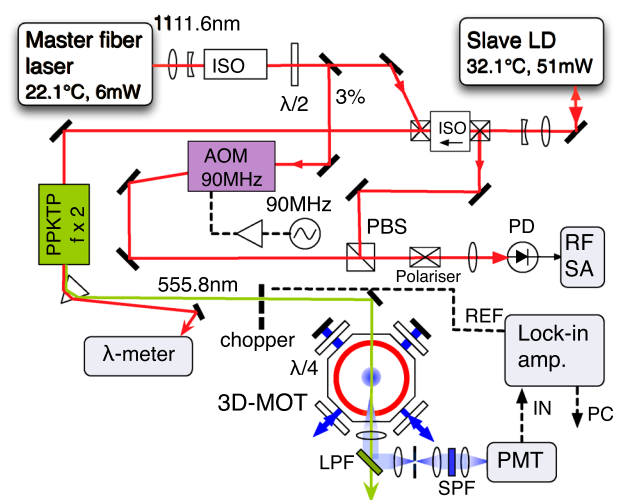 1111.6nm
Master fiber
laser
22.1°C, 6mW
ISO
λ/2
3%
Slave LD
32.1°C, 51mW
ISO
AOM
90MHz
90MHz
PPKTP
f x 2
PBS
Polariser
PD
RF
SA
555.8nm
chopper
REF
λ-meter
λ/4
3D-MOT
Lock-in
amp.
IN
PC
LPF
SPF
PMT